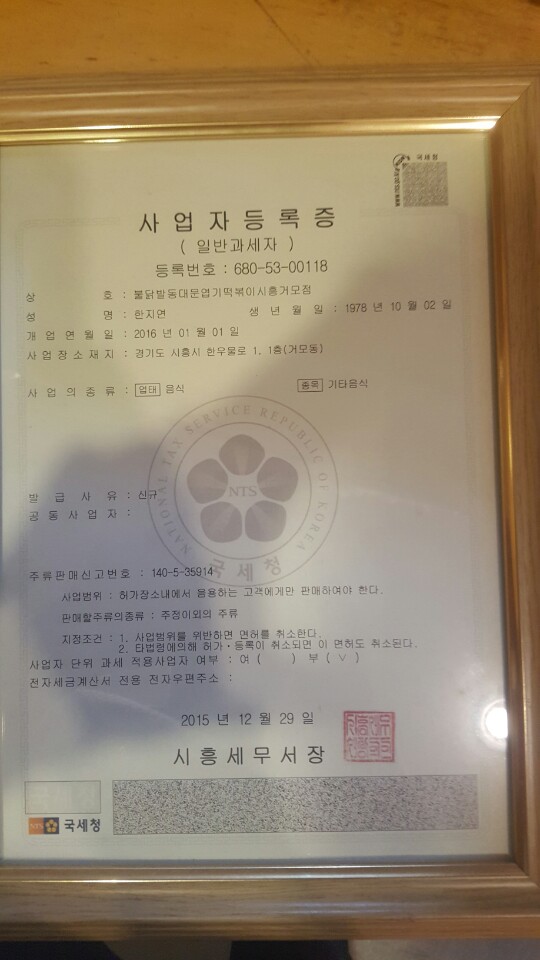 국세청
사업자등록증
( 일반과세자 )
등록번호 : 680-53-00118
상 호 : 불닭발동대문엽기떡볶이시흥거모점
성 명 : 한지연 생 년 월 일 : 1978 년 10 월 02 일
개 업 연 월 일 : 2016 년 01 월 01 일
사 업 장 소 재 지 : 경기도 시흥시 한우물로 1, 1층(거모동)
사 업 의 종 류 : 업태 음식 종목 기타음식
NATIONAL TAX SERVICE REPUBLIC OF KOREA
NTS
국세청
발 급 사 유 : 신규
공 동 사 업 자 :
주류판매신고번호 : 140-5-35914
사업범위 : 허가장소내에서 음용하는 고객에게만 판매하여야 한다.
판매할주류의종류 : 주정이외의 주류
지정조건 : 1. 사업범위를 위반하면 면허를 취소한다.
2. 타법령에의해 허가·등록이 취소되면 이 면허도 취소된다.
사업자 단위 과세 적용사업자 여부 : 여 ( ) 부 ( v )
전자세금계산서 전용 전자우편주소 :
2015 년 12 월 29 일
시흥세무서장
NTS 국세청